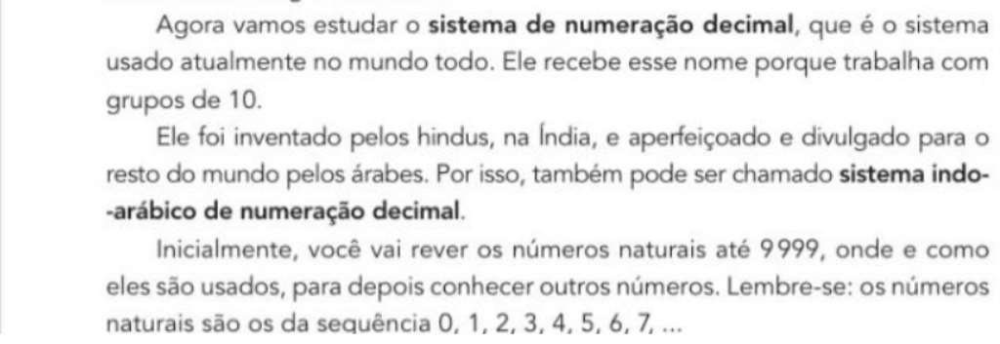 Agora vamos estudar o sistema de numeração decimal, que é o sistema
usado atualmente no mundo todo. Ele recebe esse nome porque trabalha com
grupos de 10.
Ele foi inventado pelos hindus, na Índia, e aperfeiçoado e divulgado para o
resto do mundo pelos árabes. Por isso, também pode ser chamado sistema indo-
-arábico de numeração decimal.
Inicialmente, você vai rever os números naturais até 9 999, onde e como
eles são usados, para depois conhecer outros números. Lembre-se: os números
naturais são os da sequência 0, 1, 2, 3, 4, 5, 6, 7, ...